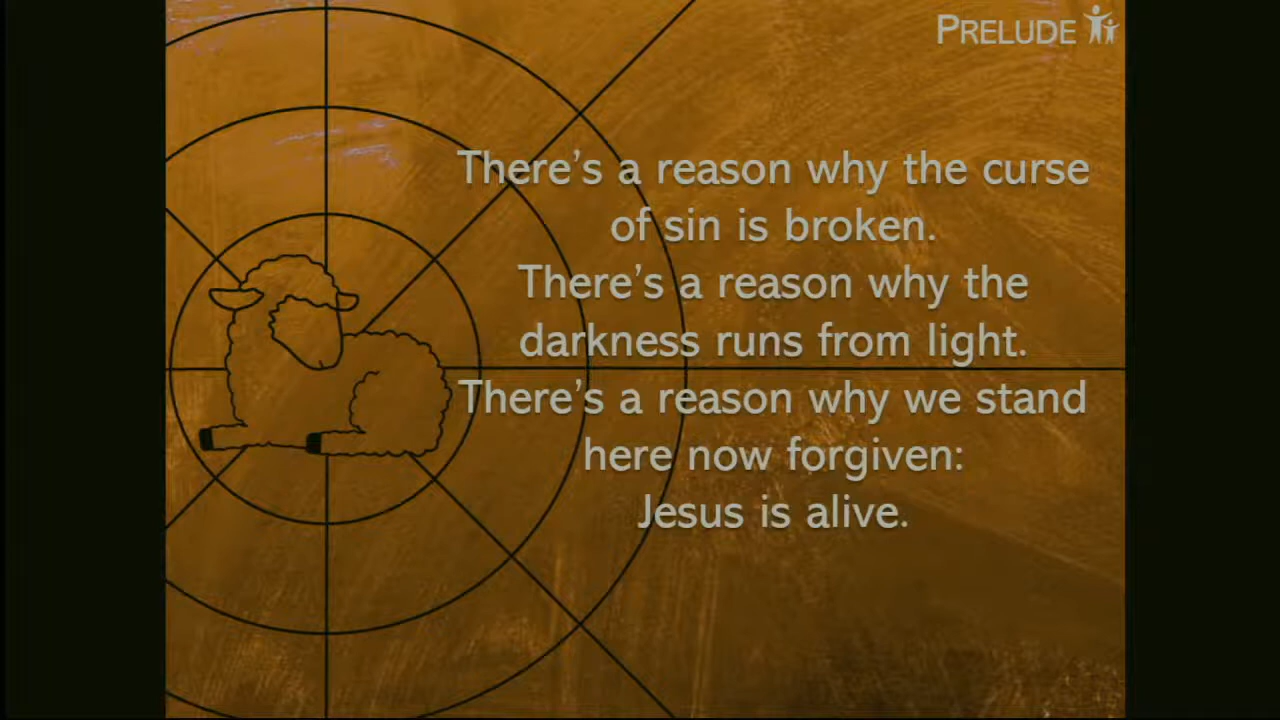 PRELUDE
There's a reason why the curse
of sin is broken.
There's a reason why the
darkness runs from light.
There's a reason why we stand
here now forgiven:
Jesus is alive.